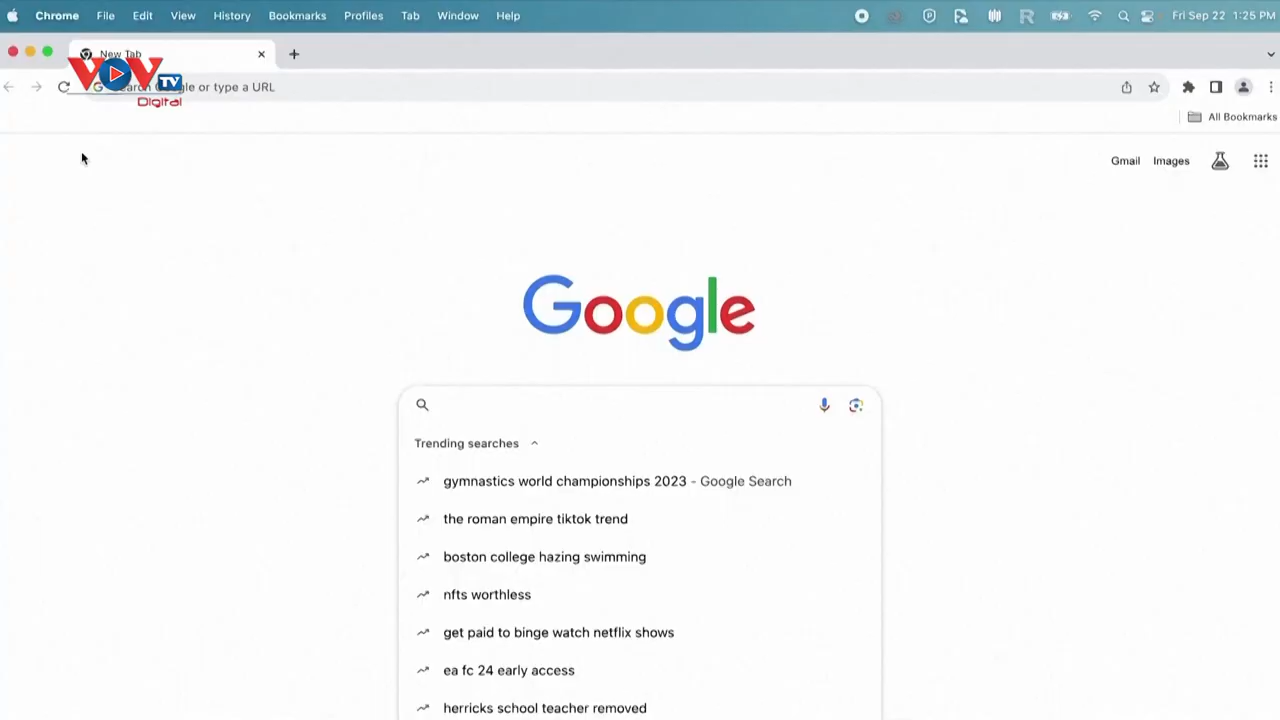 Chrome File Edit View History Bookmarks Profiles Tab Window Help Fri Sep 22 1:25 PM
New Tab
VOV TV
Digital
or type a URL
All Bookmarks
Gmail Images
Google
Trending searches
gymnastics world championships 2023 - Google Search
the roman empire tiktok trend
boston college hazing swimming
nfts worthless
get paid to binge watch netflix shows
ea fc 24 early access
herricks school teacher removed